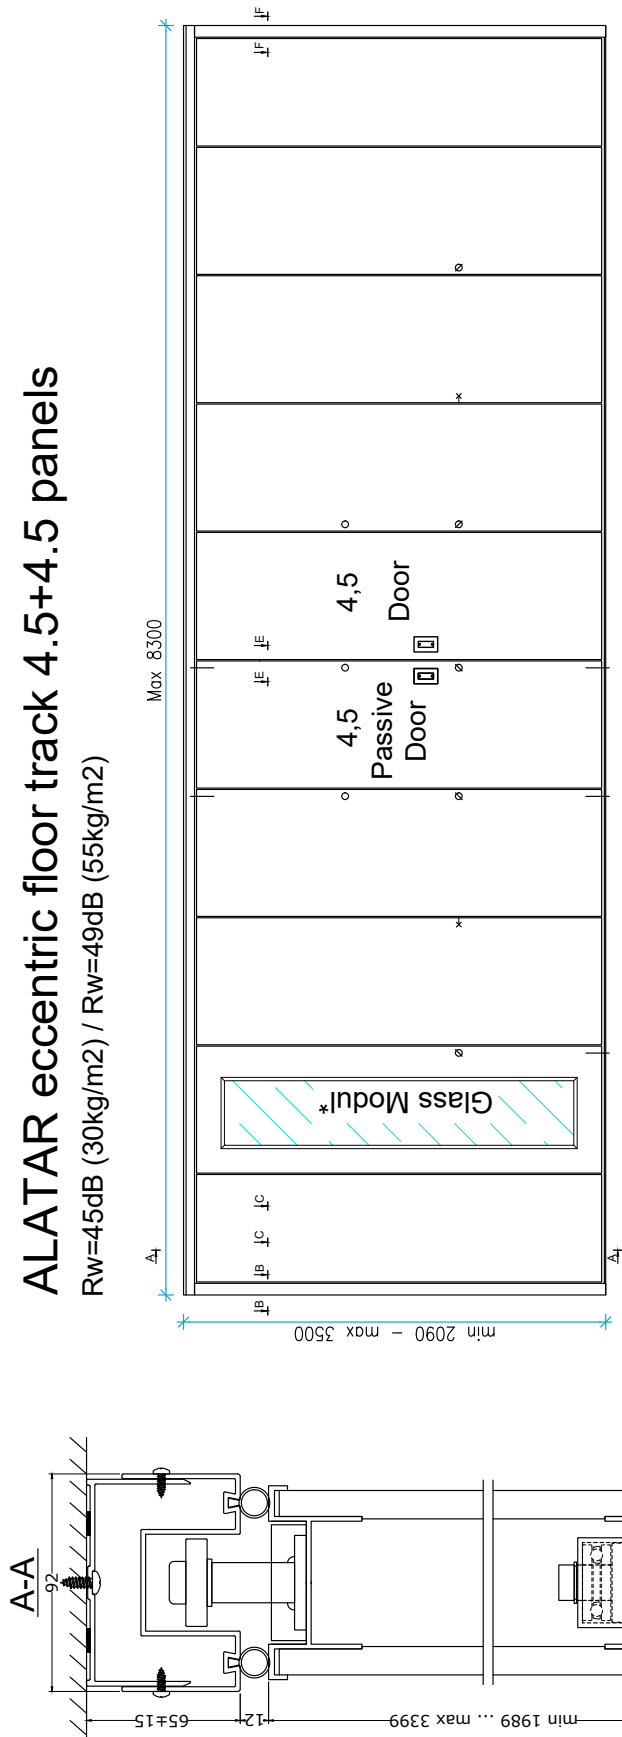 ALATAR eccentric floor track 4.5+4.5 panels
Rw=45dB (30kg/m2) / Rw=49dB (55kg/m2)
Max 8300
min 2090 – max 3500
A
A
B
B
C
C
Glass Modul*
4,5
Passive
Door
4,5
Door
E
E
F
F
A-A
92
65±15
12
min 1989 ... max 3399